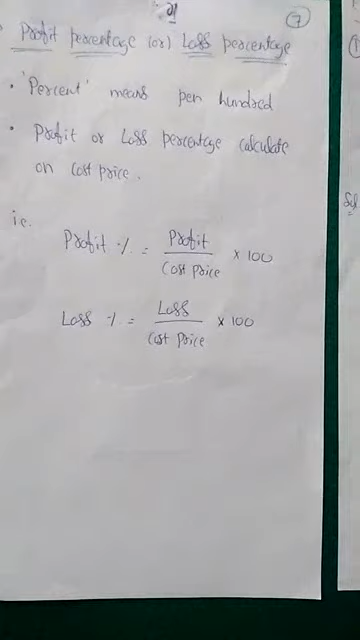 7
Profit percentage (or) Loss percentage
• 'Percent' means per hundred
• Profit or Loss percentage calculate
on Cost price.
i.e.
Profit % = Profit / Cost price × 100
Loss % = Loss / Cost price × 100